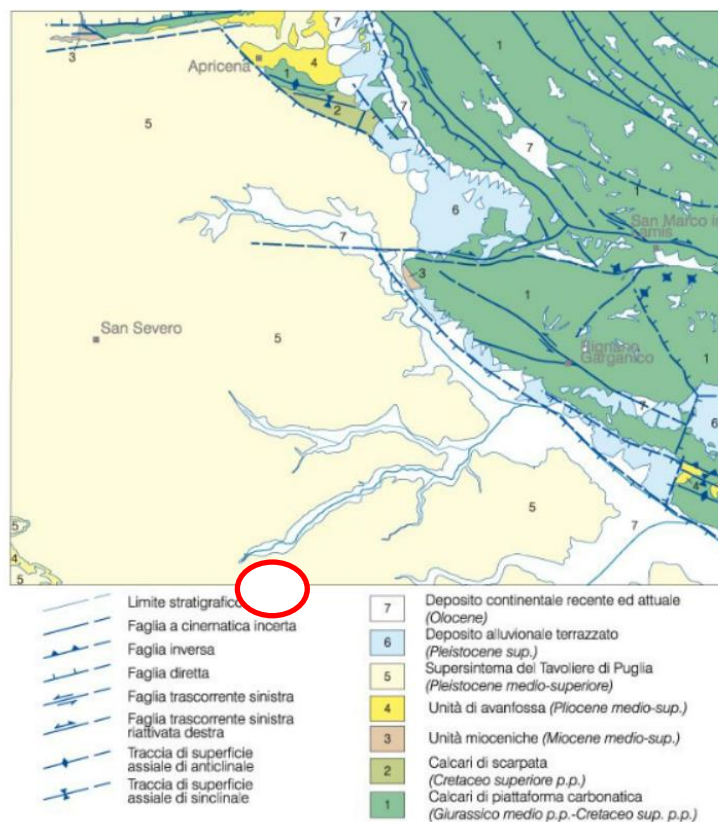 7
1
3
Apricena
4
1
7
2
5
7
6
1
San Marco in
Lamis
7
3
1
San Severo
5
Rignano
Garganico
1
7
6
4
5
5
7
4
5
Limite stratigrafico
Faglia a cinematica incerta
Faglia inversa
Faglia diretta
Faglia trascorrente sinistra
Faglia trascorrente sinistra
riattivata destra
Traccia di superficie
assiale di anticlinale
Traccia di superficie
assiale di sinclinale
7 Deposito continentale recente ed attuale
(Olocene)
6 Deposito alluvionale terrazzato
(Pleistocene sup.)
5 Supersintema del Tavoliere di Puglia
(Pleistocene medio-superiore)
4 Unità di avanfossa (Pliocene medio-sup.)
3 Unità mioceniche (Miocene medio-sup.)
2 Calcari di scarpata
(Cretaceo superiore p.p.)
1 Calcari di piattaforma carbonatica
(Giurassico medio p.p.-Cretaceo sup. p.p.)